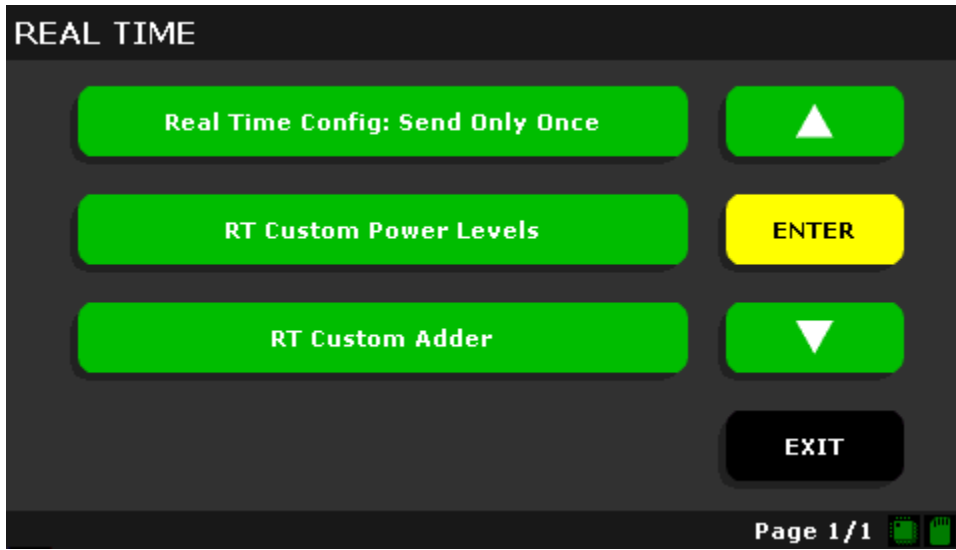 REAL TIME
Real Time Config: Send Only Once
RT Custom Power Levels
ENTER
RT Custom Adder
EXIT
Page 1/1